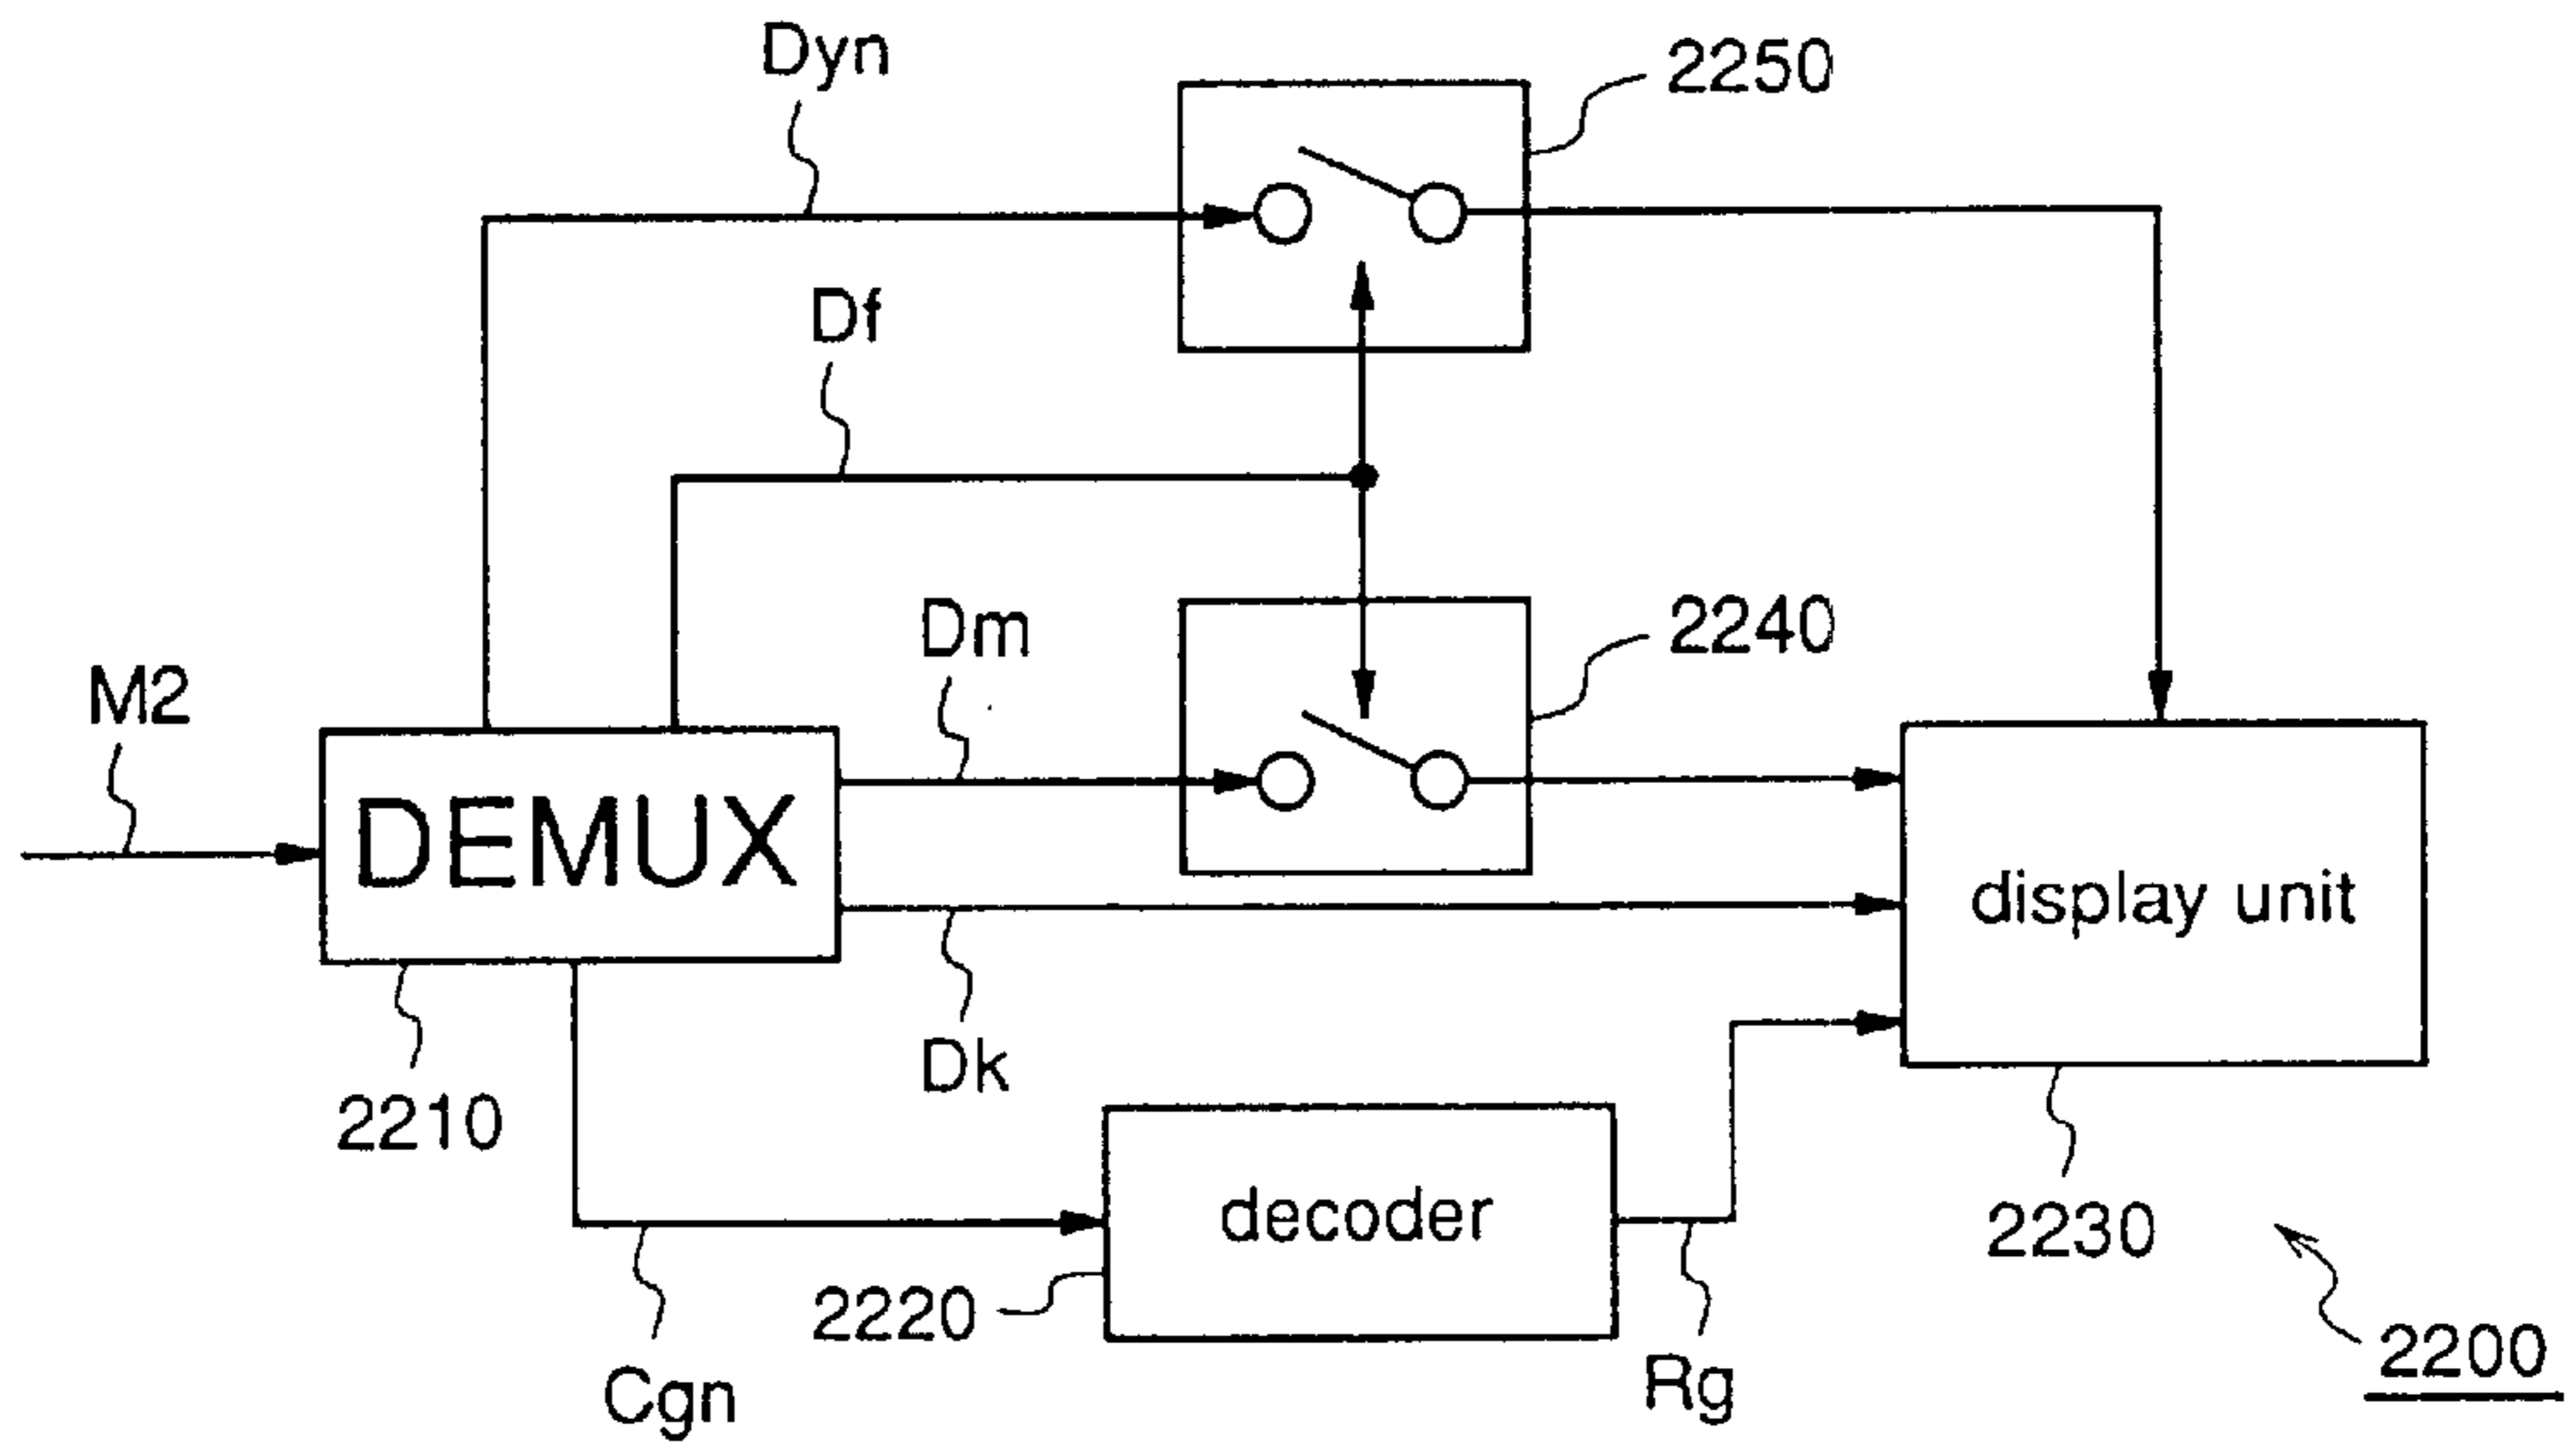 Dyn
2250
Df
Dm
2240
M2
DEMUX
display unit
Dk
2210
decoder
2230
2220
2200
Cgn
Rg